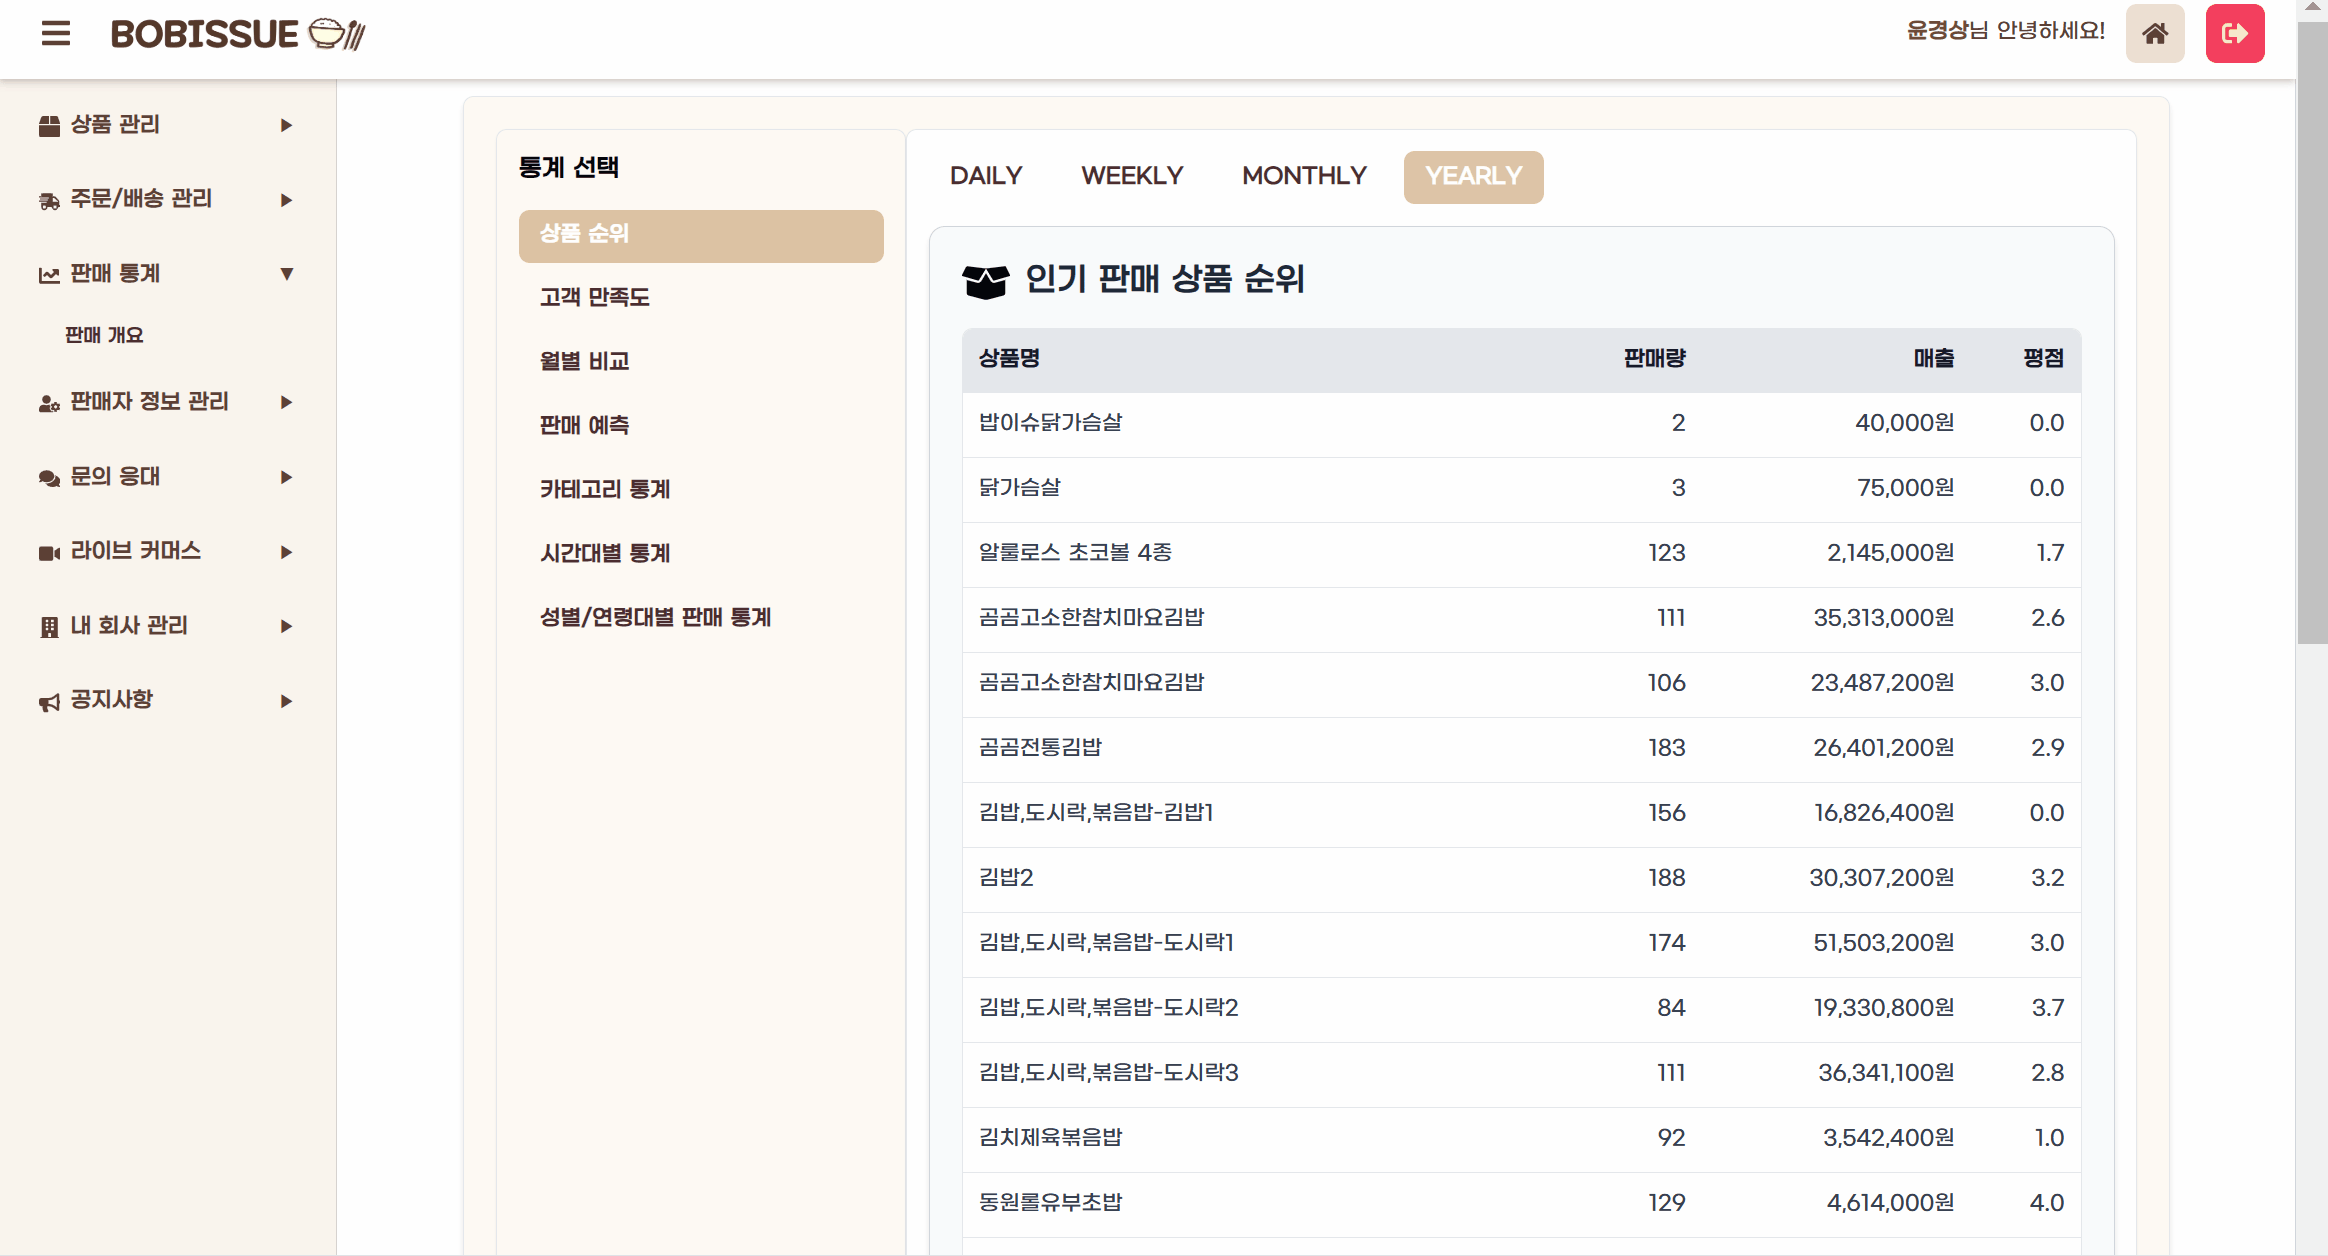 BOBISSUE
윤경상님 안녕하세요!
상품 관리
주문/배송 관리
판매 통계
판매 개요
판매자 정보 관리
문의 응대
라이브 커머스
내 회사 관리
공지사항
통계 선택
상품 순위
고객 만족도
월별 비교
판매 예측
카테고리 통계
시간대별 통계
성별/연령대별 판매 통계
DAILY WEEKLY MONTHLY YEARLY
인기 판매 상품 순위
상품명 판매량 매출 평점
밥이슈닭가슴살 2 40,000원 0.0
닭가슴살 3 75,000원 0.0
알룰로스 초코볼 4종 123 2,145,000원 1.7
곰곰고소한참치마요김밥 111 35,313,000원 2.6
곰곰고소한참치마요김밥 106 23,487,200원 3.0
곰곰전통김밥 183 26,401,200원 2.9
김밥,도시락,볶음밥-김밥1 156 16,826,400원 0.0
김밥2 188 30,307,200원 3.2
김밥,도시락,볶음밥-도시락1 174 51,503,200원 3.0
김밥,도시락,볶음밥-도시락2 84 19,330,800원 3.7
김밥,도시락,볶음밥-도시락3 111 36,341,100원 2.8
김치제육볶음밥 92 3,542,400원 1.0
동원롤유부초밥 129 4,614,000원 4.0